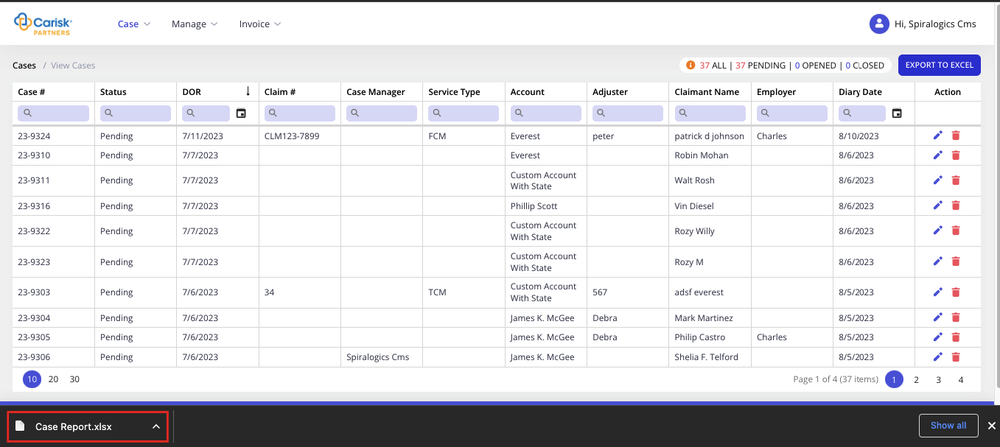 Carisk
PARTNERS
Case Manage Invoice
Hi, Spiralogics Cms
Cases / View Cases
37 ALL | 37 PENDING | 0 OPENED | 0 CLOSED
EXPORT TO EXCEL
Case # Status DOR Claim # Case Manager Service Type Account Adjuster Claimant Name Employer Diary Date Action
23-9324 Pending 7/11/2023 CLM123-7899 FCM Everest peter patrick d johnson Charles 8/10/2023
23-9310 Pending 7/7/2023 Everest Robin Mohan 8/6/2023
23-9311 Pending 7/7/2023 Custom Account
With State Walt Rosh 8/6/2023
23-9316 Pending 7/7/2023 Phillip Scott Vin Diesel 8/6/2023
23-9322 Pending 7/7/2023 Custom Account
With State Rozy Willy 8/6/2023
23-9323 Pending 7/7/2023 Custom Account
With State Rozy M 8/6/2023
23-9303 Pending 7/6/2023 34 TCM Custom Account
With State 567 adsf everest 8/5/2023
23-9304 Pending 7/6/2023 James K. McGee Debra Mark Martinez 8/5/2023
23-9305 Pending 7/6/2023 James K. McGee Debra Philip Castro Charles 8/5/2023
23-9306 Pending 7/6/2023 Spiralogics Cms James K. McGee Shelia F. Telford 8/5/2023
10 20 30
Page 1 of 4 (37 items) 1 2 3 4
Case Report.xlsx
Show all